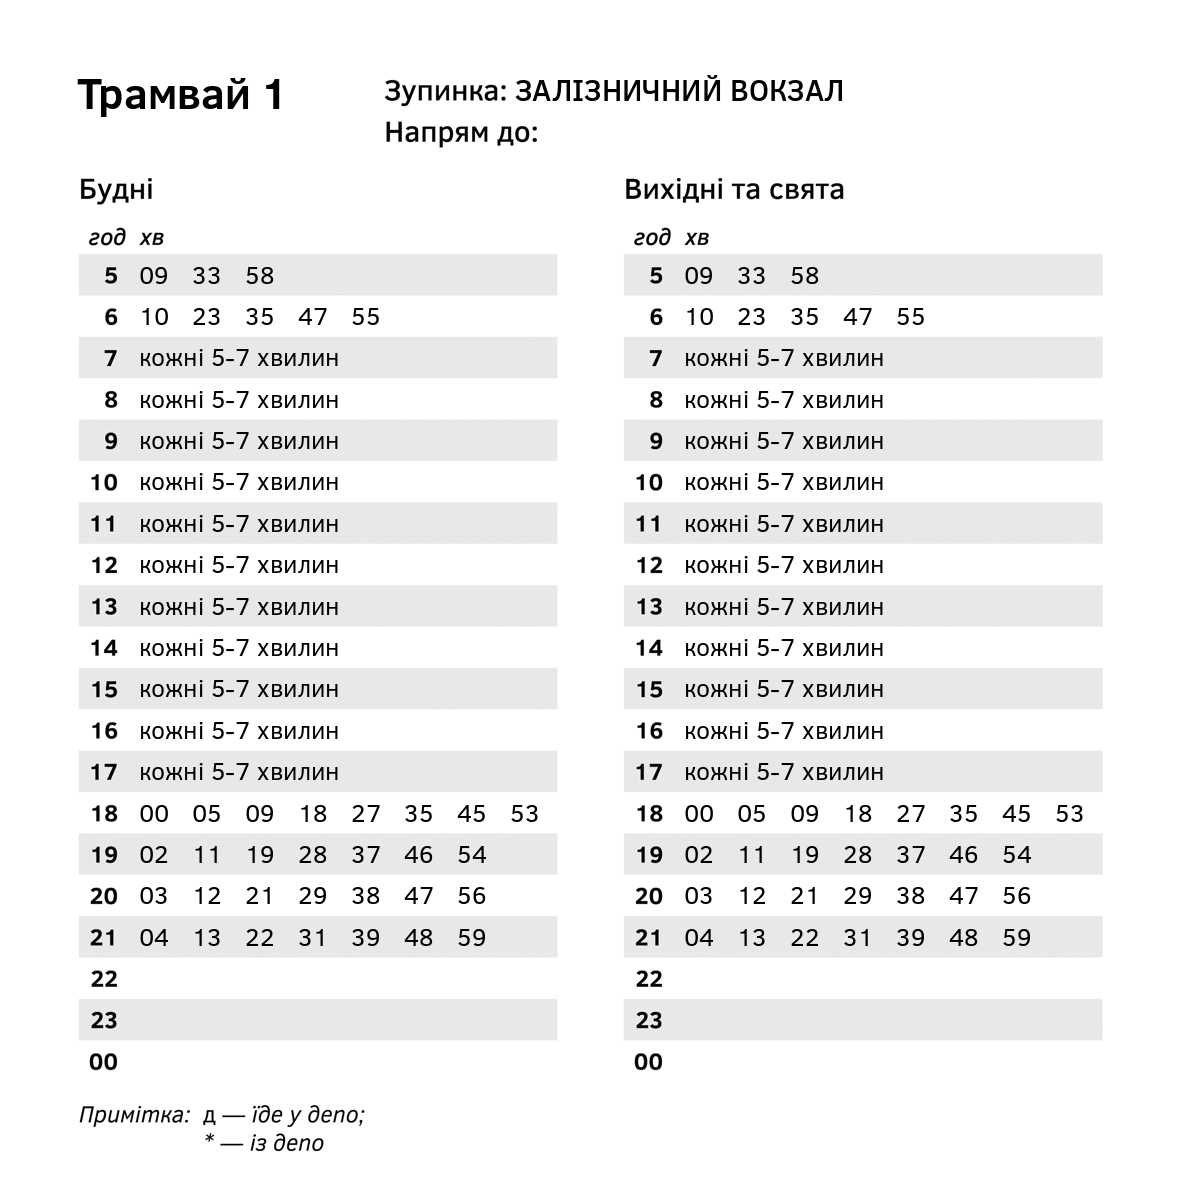 Трамвай 1
Зупинка: ЗАЛІЗНИЧНИЙ ВОКЗАЛ
Напрям до:
Будні
год хв
5 09 33 58
6 10 23 35 47 55
7 кожні 5-7 хвилин
8 кожні 5-7 хвилин
9 кожні 5-7 хвилин
10 кожні 5-7 хвилин
11 кожні 5-7 хвилин
12 кожні 5-7 хвилин
13 кожні 5-7 хвилин
14 кожні 5-7 хвилин
15 кожні 5-7 хвилин
16 кожні 5-7 хвилин
17 кожні 5-7 хвилин
18 00 05 09 18 27 35 45 53
19 02 11 19 28 37 46 54
20 03 12 21 29 38 47 56
21 04 13 22 31 39 48 59
22
23
00
Вихідні та свята
год хв
5 09 33 58
6 10 23 35 47 55
7 кожні 5-7 хвилин
8 кожні 5-7 хвилин
9 кожні 5-7 хвилин
10 кожні 5-7 хвилин
11 кожні 5-7 хвилин
12 кожні 5-7 хвилин
13 кожні 5-7 хвилин
14 кожні 5-7 хвилин
15 кожні 5-7 хвилин
16 кожні 5-7 хвилин
17 кожні 5-7 хвилин
18 00 05 09 18 27 35 45 53
19 02 11 19 28 37 46 54
20 03 12 21 29 38 47 56
21 04 13 22 31 39 48 59
22
23
00
Примітка: д — їде у депо;
* — із депо